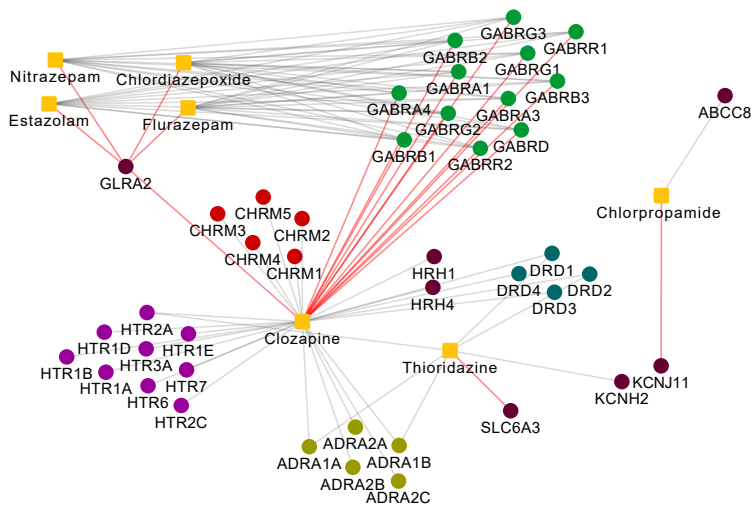 GABRG3
GABRR1
GABRB2
Nitrazepam
Chlordiazepoxide
GABRG1
GABRA1
GABRB3
ABCC8
GABRA4
Estazolam
Flurazepam
GABRA3
GABRG2
GABRD
GABRB1
GABRR2
GLRA2
Chlorpropamide
CHRM5
CHRM3
CHRM2
CHRM4
CHRM1
HRH1
DRD1
DRD4
DRD2
HRH4
DRD3
HTR2A
Clozapine
HTR1D
HTR1E
HTR3A
Thioridazine
HTR1B
HTR1A
HTR7
KCNJ11
KCNH2
HTR6
HTR2C
SLC6A3
ADRA2A
ADRA1A
ADRA1B
ADRA2B
ADRA2C